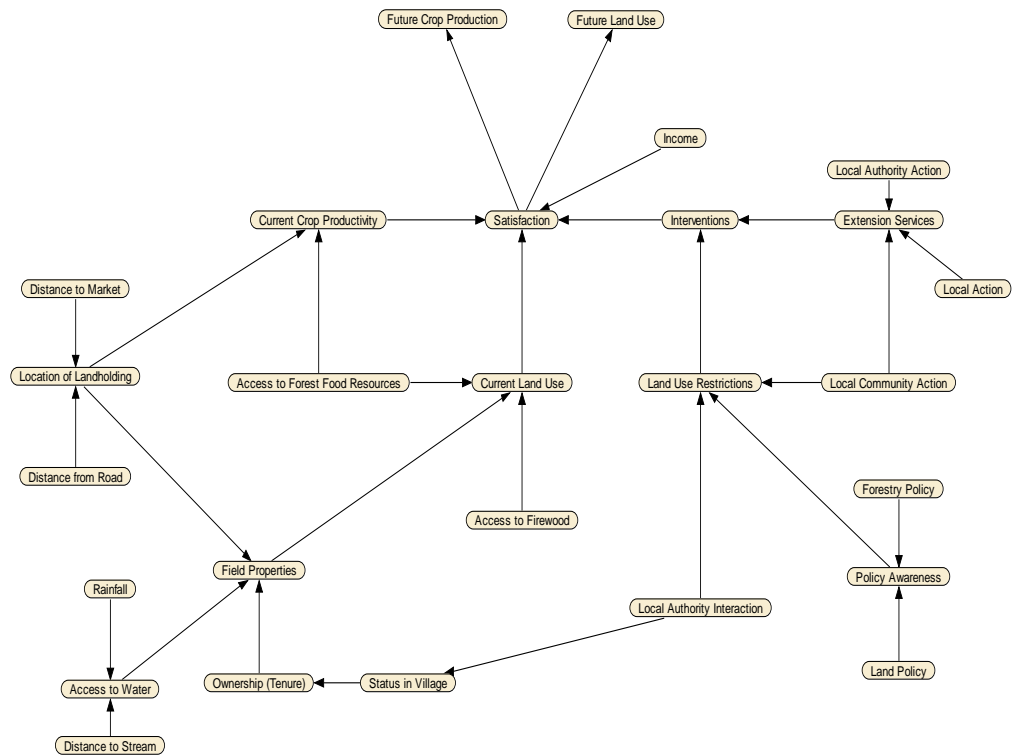 Future Crop Production
Future Land Use
Income
Local Authority Action
Current Crop Productivity
Satisfaction
Interventions
Extension Services
Distance to Market
Local Action
Location of Landholding
Access to Forest Food Resources
Current Land Use
Land Use Restrictions
Local Community Action
Distance from Road
Forestry Policy
Access to Firewood
Field Properties
Policy Awareness
Rainfall
Local Authority Interaction
Land Policy
Access to Water
Ownership (Tenure)
Status in Village
Distance to Stream